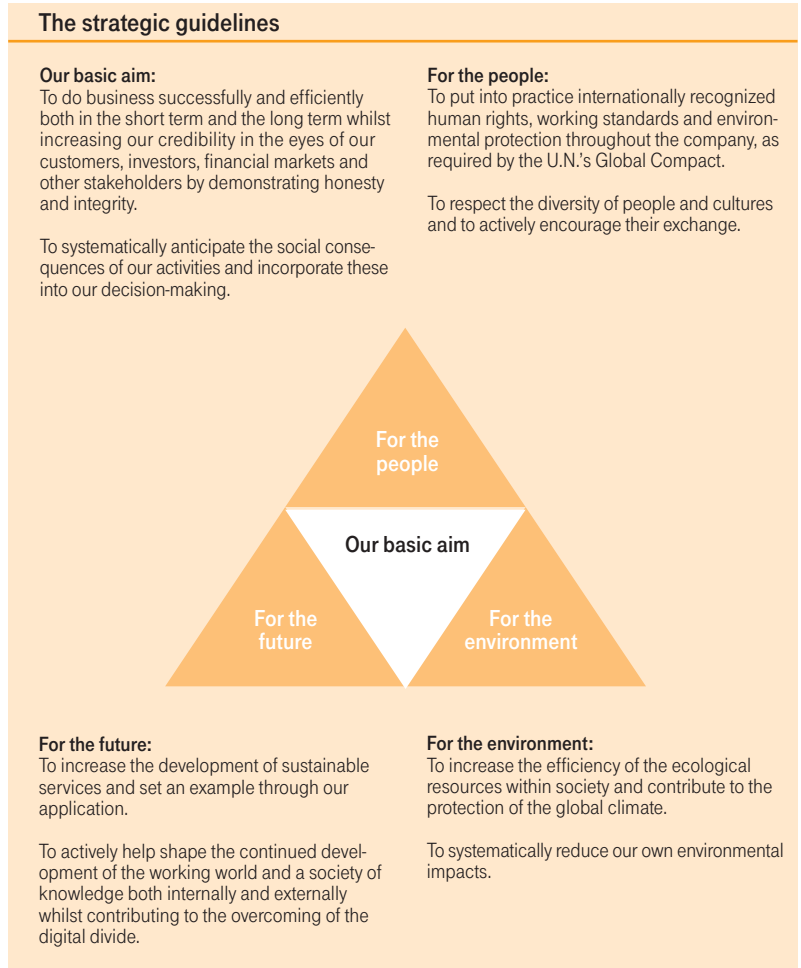 The strategic guidelines
Our basic aim:
To do business successfully and efficiently
both in the short term and the long term whilst
increasing our credibility in the eyes of our
customers, investors, financial markets and
other stakeholders by demonstrating honesty
and integrity.
To systematically anticipate the social conse-
quences of our activities and incorporate these
into our decision-making.
For the people:
To put into practice internationally recognized
human rights, working standards and environ-
mental protection throughout the company, as
required by the U.N.'s Global Compact.
To respect the diversity of people and cultures
and to actively encourage their exchange.
For the
people
Our basic aim
For the
future
For the
environment
For the future:
To increase the development of sustainable
services and set an example through our
application.
To actively help shape the continued devel-
opment of the working world and a society of
knowledge both internally and externally
whilst contributing to the overcoming of the
digital divide.
For the environment:
To increase the efficiency of the ecological
resources within society and contribute to the
protection of the global climate.
To systematically reduce our own environmental
impacts.